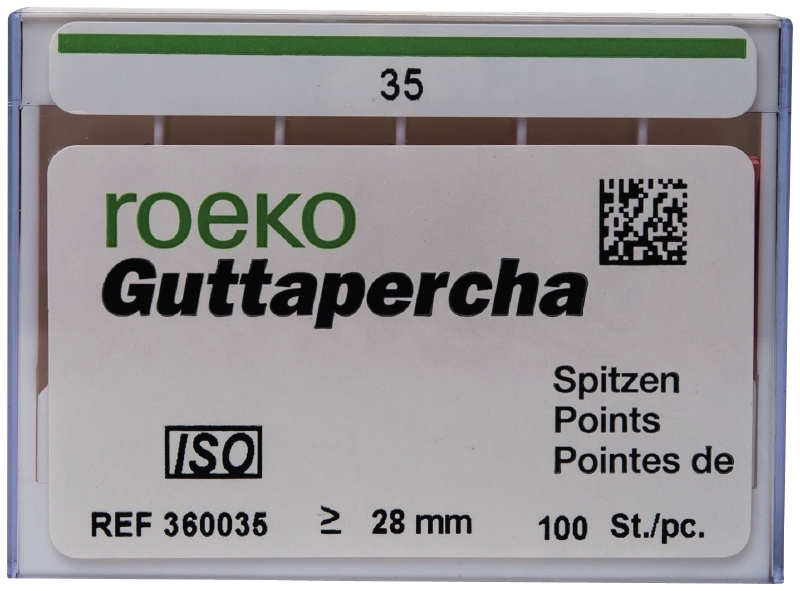 35
roeko
Guttapercha
Spitzen
Points
Pointes de
ISO
REF 360035 ≥ 28 mm 100 St./pc.